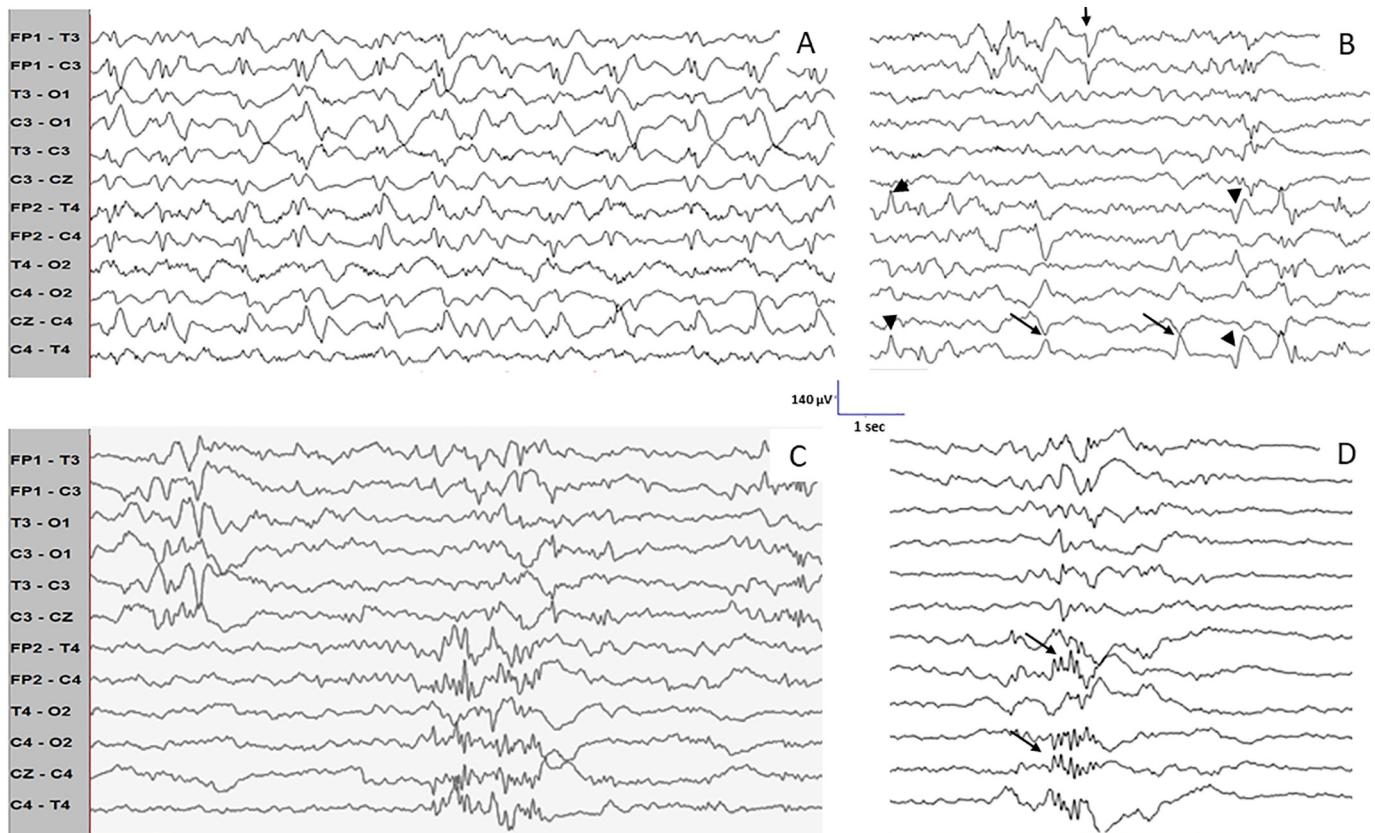 FP1 - T3
FP1 - C3
T3 - O1
C3 - O1
T3 - C3
C3 - CZ
FP2 - T4
FP2 - C4
T4 - O2
C4 - O2
CZ - C4
C4 - T4
A
B
140 µV
1 sec
FP1 - T3
FP1 - C3
T3 - O1
C3 - O1
T3 - C3
C3 - CZ
FP2 - T4
FP2 - C4
T4 - O2
C4 - O2
CZ - C4
C4 - T4
C
D